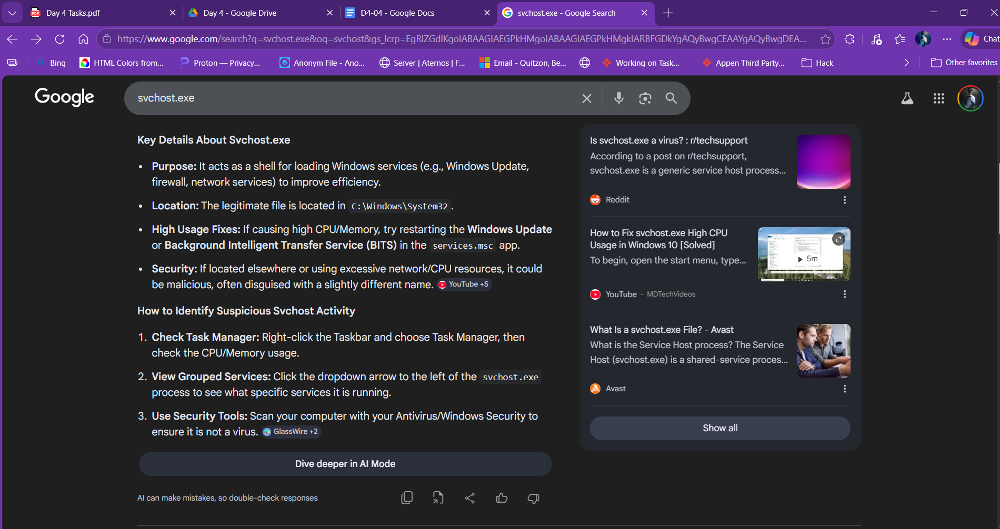 Day 4 Tasks.pdf
Day 4 - Google Drive
D4-04 - Google Docs
svchost.exe - Google Search
https://www.google.com/search?q=svchost.exe&oq=svchost&gs_lcrp=EgRlZGdlKgoIABAAGIAEGPkHMgoIABAAGIAEGPkHMgkIARBFGDkYgAQyBwgCEAAYgAQyBwgDEA...
Chat
Bing
HTML Colors from...
Proton — Privacy...
Anonym File - Ano...
Server | Aternos | F...
Email - Quitzon, Be...
Working on Task...
Appen Third Party...
Hack
Other favorites
Google
svchost.exe
Key Details About Svchost.exe
• Purpose: It acts as a shell for loading Windows services (e.g., Windows Update,
firewall, network services) to improve efficiency.
• Location: The legitimate file is located in C:\Windows\System32 .
• High Usage Fixes: If causing high CPU/Memory, try restarting the Windows Update
or Background Intelligent Transfer Service (BITS) in the services.msc app.
• Security: If located elsewhere or using excessive network/CPU resources, it could
be malicious, often disguised with a slightly different name. YouTube +5
How to Identify Suspicious Svchost Activity
1. Check Task Manager: Right-click the Taskbar and choose Task Manager, then
check the CPU/Memory usage.
2. View Grouped Services: Click the dropdown arrow to the left of the svchost.exe
process to see what specific services it is running.
3. Use Security Tools: Scan your computer with your Antivirus/Windows Security to
ensure it is not a virus. GlassWire +2
Dive deeper in AI Mode
AI can make mistakes, so double-check responses
Is svchost.exe a virus? : r/techsupport
According to a post on r/techsupport,
svchost.exe is a generic service host process...
Reddit
How to Fix svchost.exe High CPU
Usage in Windows 10 [Solved]
To begin, open the start menu, type...
5m
YouTube · MDTechVideos
What Is a svchost.exe File? - Avast
What is the Service Host process? The Service
Host (svchost.exe) is a shared-service proces...
Avast
Show all